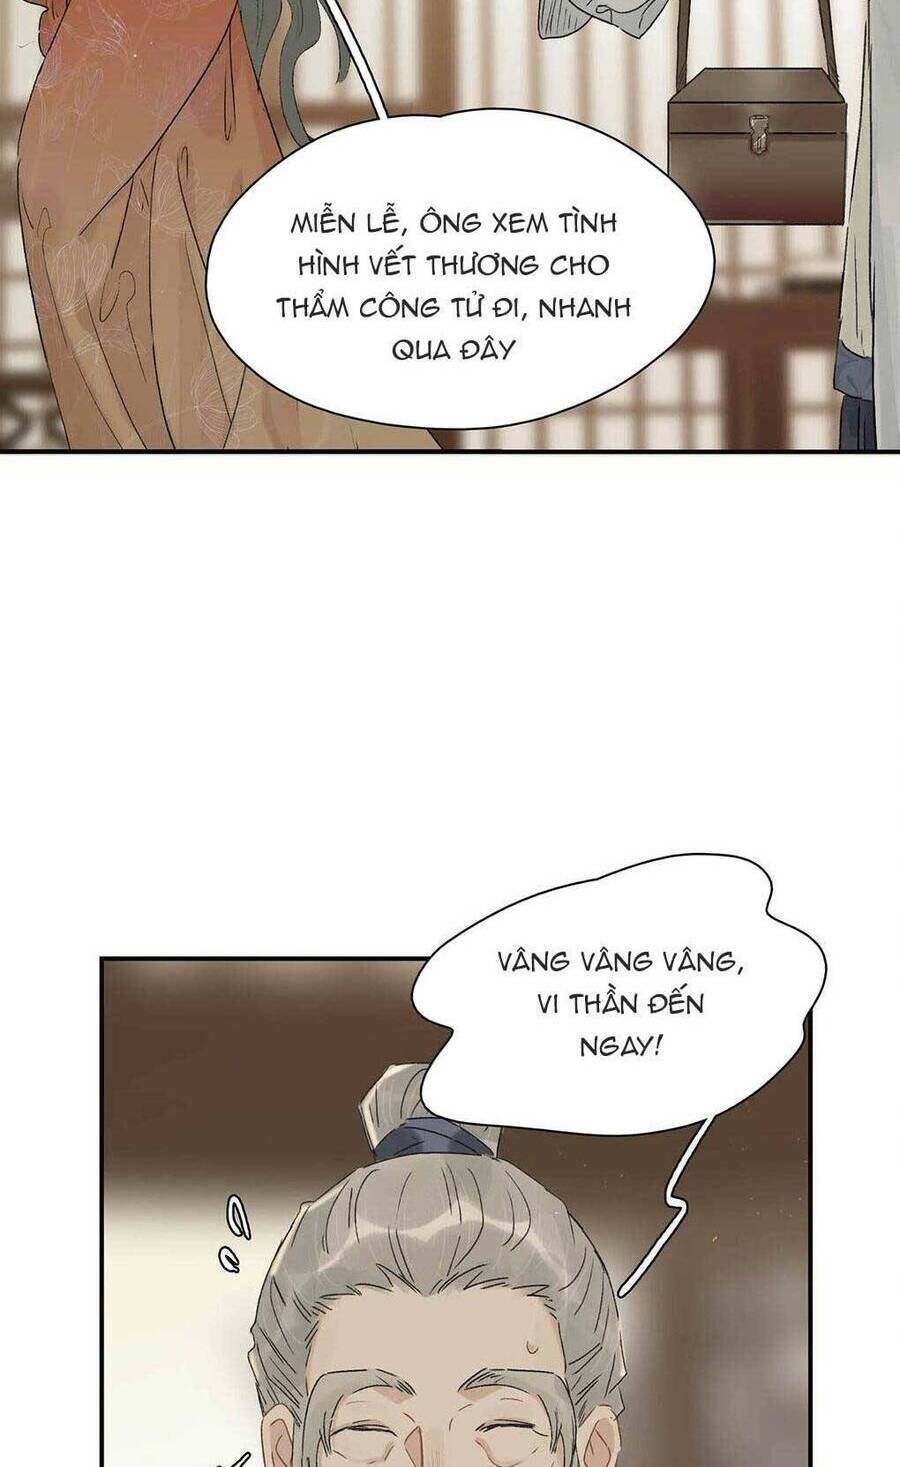 MIỄN LỄ, ÔNG XEM TÌNH
HÌNH VẾT THƯƠNG CHO
THẨM CÔNG TỬ ĐI, NHANH
QUA ĐÂY
VÂNG VÂNG VÂNG,
VI THẦN ĐẾN
NGAY!